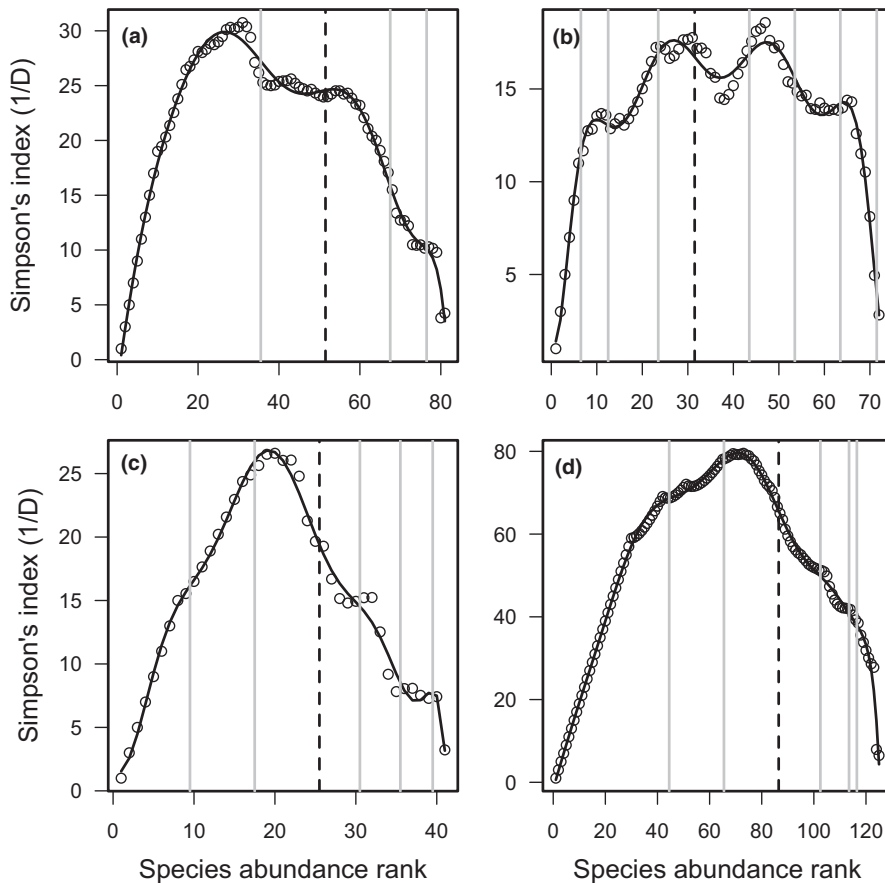 (a)
Simpson's index (1/D)
30
25
20
15
10
5
0
0 20 40 60 80
(b)
15
10
5
0 10 20 30 40 50 60 70
(c)
Simpson's index (1/D)
25
20
15
10
5
0
0 10 20 30 40
Species abundance rank
(d)
80
60
40
20
0
0 20 40 60 80 100 120
Species abundance rank